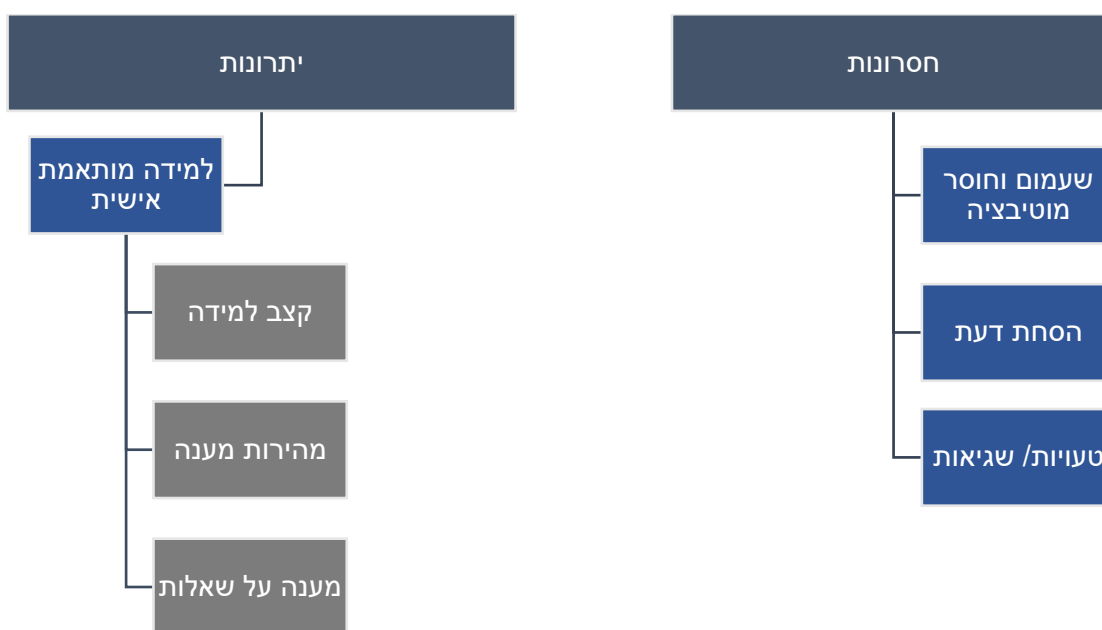 חסרונות
שעמום וחוסר
מוטיבציה
הסחת דעת
טעויות/ שגיאות
יתרונות
למידה מותאמת
אישית
קצב למידה
מהירות מענה
מענה על שאלות